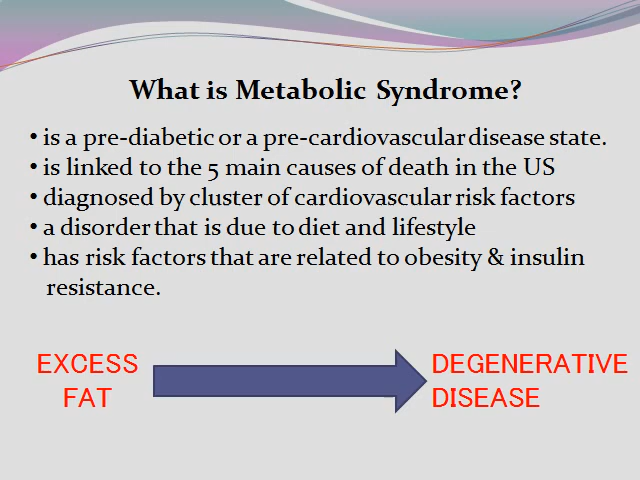 What is Metabolic Syndrome?
• is a pre-diabetic or a pre-cardiovascular disease state.
• is linked to the 5 main causes of death in the US
• diagnosed by cluster of cardiovascular risk factors
• a disorder that is due to diet and lifestyle
• has risk factors that are related to obesity & insulin
resistance.
EXCESS
FAT
DEGENERATIVE
DISEASE